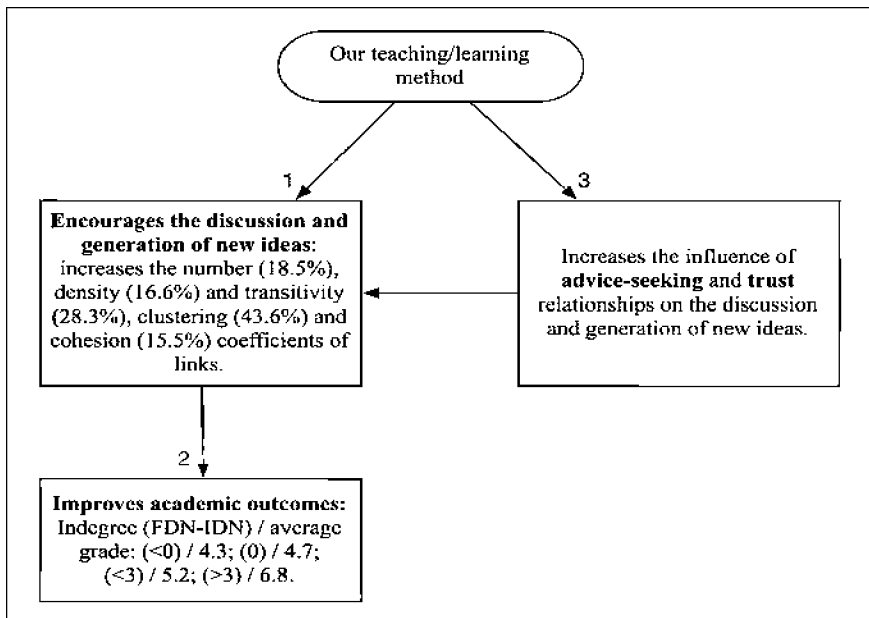 Our teaching/learning
method
1
3
Encourages the discussion and
generation of new ideas:
increases the number (18.5%),
density (16.6%) and transitivity
(28.3%), clustering (43.6%) and
cohesion (15.5%) coefficients of
links.
Increases the influence of
advice-seeking and trust
relationships on the discussion
and generation of new ideas.
2
Improves academic outcomes:
Indegree (FDN-IDN) / average
grade: (<0) / 4.3; (0) / 4.7;
(<3) / 5.2; (>3) / 6.8.